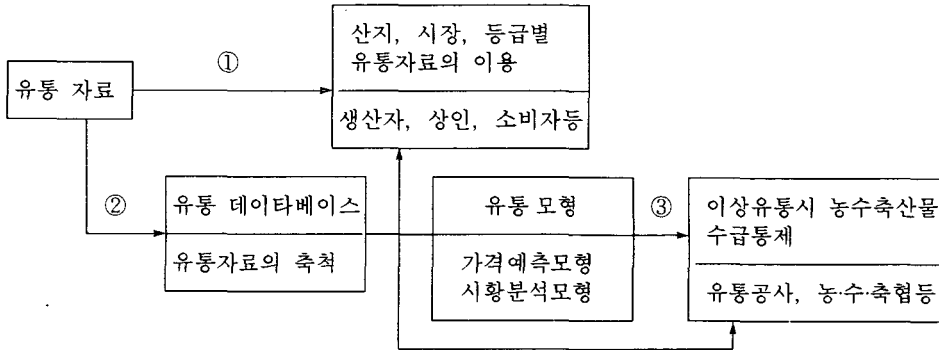 산지, 시장, 등급별
유통자료의 이용
①
유통 자료
생산자, 상인, 소비자등
②
유통 데이타베이스
유통자료의 축척
유통 모형
가격예측모형
시황분석모형
③
이상유통시 농수축산물
수급통제
유통공사, 농·수·축협등